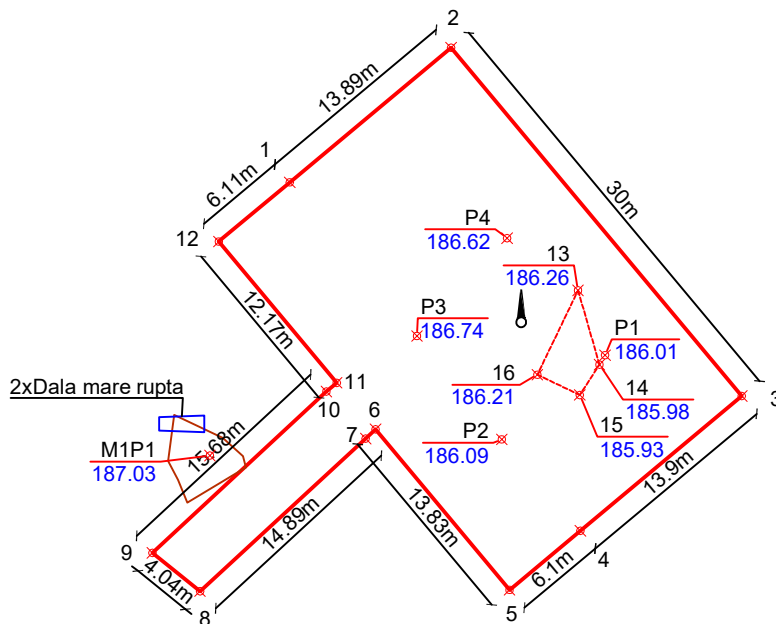 2
13.89m
1
6.11m
12
30m
P4
186.62
13
186.26
P3
186.74
P1
186.01
12.17m
2xDala mare rupta
11
10
16
186.21
14
185.98
3
6
7
P2
186.09
15
185.93
M1P1
187.03
15.68m
13.9m
14.89m
13.83m
9
4.04m
8
6.1m
4
5